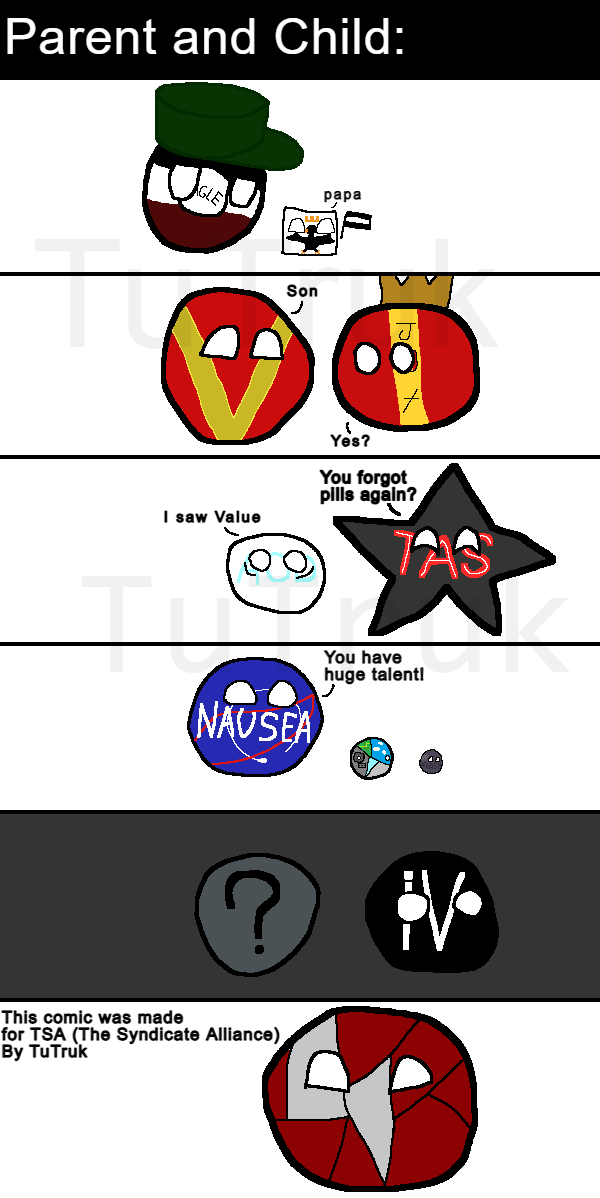 Parent and Child:
GLE
papa
TuTruk
Son
V
J
Yes?
You forgot
pills again?
I saw Value
TAS
TuTruk
You have
huge talent!
NAUSEA
?
iV
This comic was made
for TSA (The Syndicate Alliance)
By TuTruk